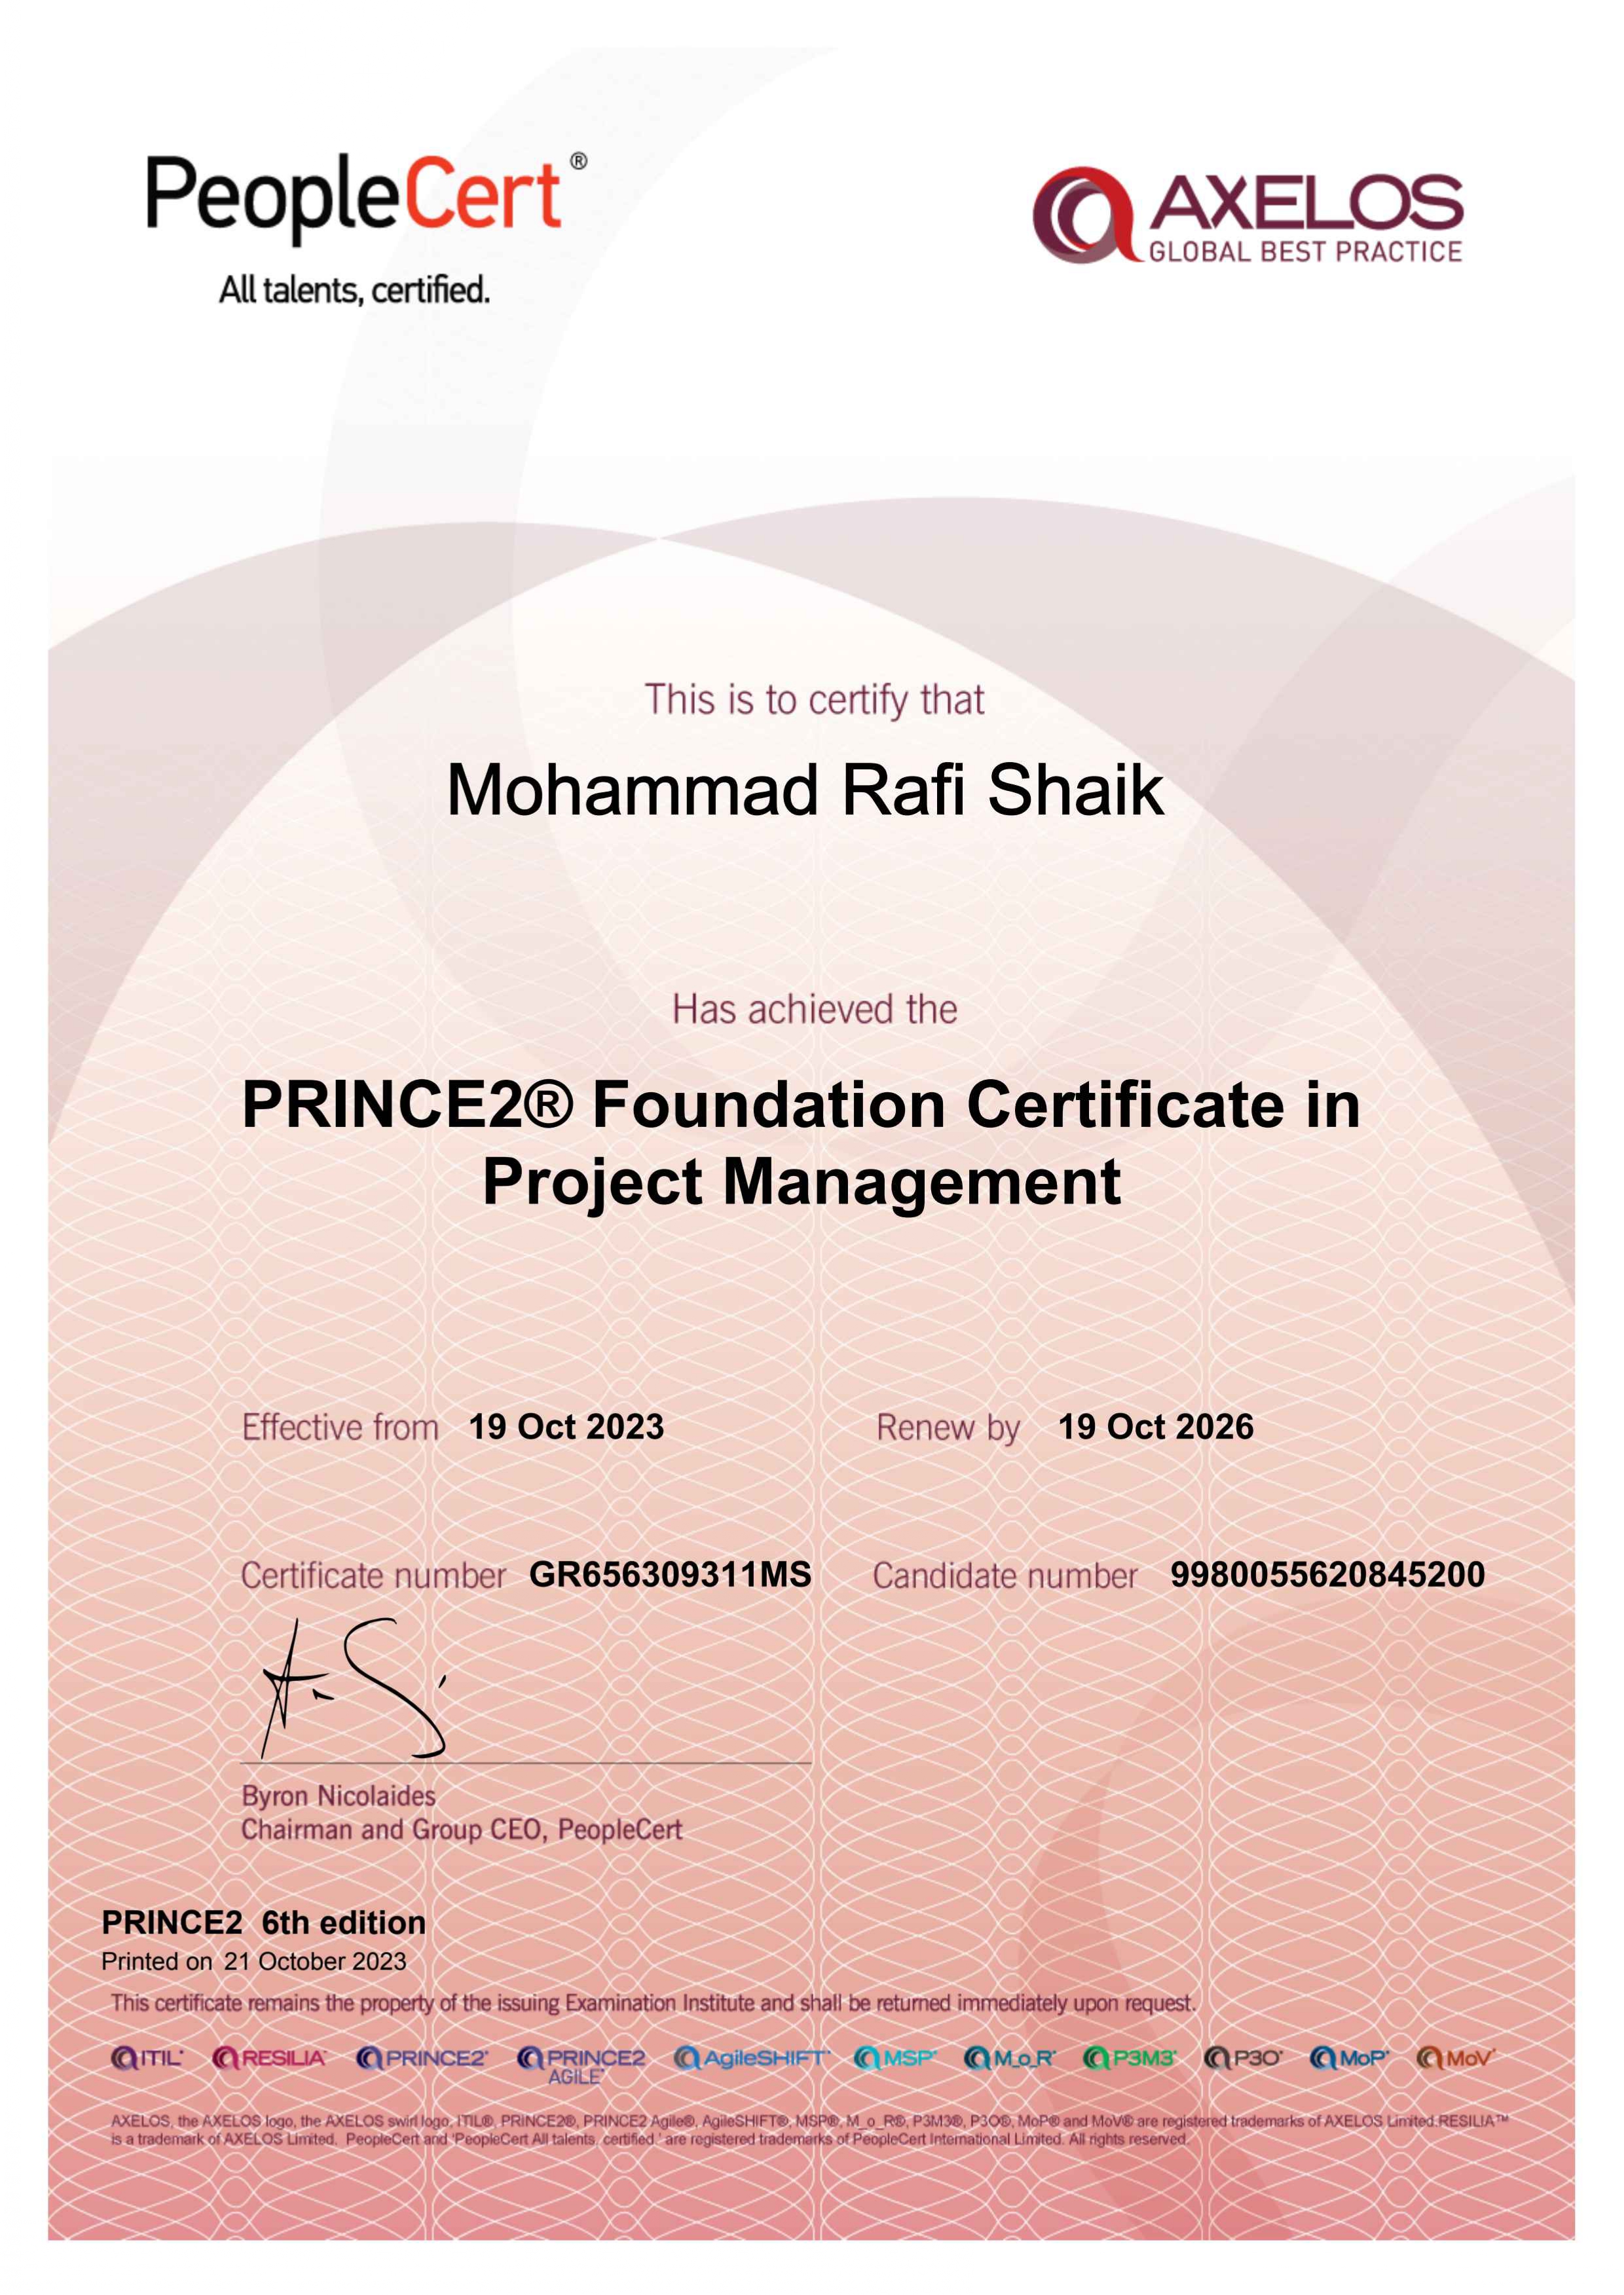 PeopleCert®
All talents, certified.
AXELOS
GLOBAL BEST PRACTICE
This is to certify that
Mohammad Rafi Shaik
Has achieved the
PRINCE2® Foundation Certificate in
Project Management
Effective from 19 Oct 2023 Renew by 19 Oct 2026
Certificate number GR656309311MS Candidate number 9980055620845200
Byron Nicolaides
Chairman and Group CEO, PeopleCert
PRINCE2 6th edition
Printed on 21 October 2023
This certificate remains the property of the issuing Examination Institute and shall be returned immediately upon request.
ITIL® RESILIA™ PRINCE2® PRINCE2 AGILE® AgileSHIFT® MSP® M_o_R® P3M3® P3O® MoP® MoV®
AXELOS, the AXELOS logo, the AXELOS swirl logo, ITIL®, PRINCE2®, PRINCE2 Agile®, AgileSHIFT®, MSP®, M_o_R®, P3M3®, P3O®, MoP® and MoV® are registered trademarks of AXELOS Limited.RESILIA™
is a trademark of AXELOS Limited. PeopleCert and 'PeopleCert All talents, certified.' are registered trademarks of PeopleCert International Limited. All rights reserved.